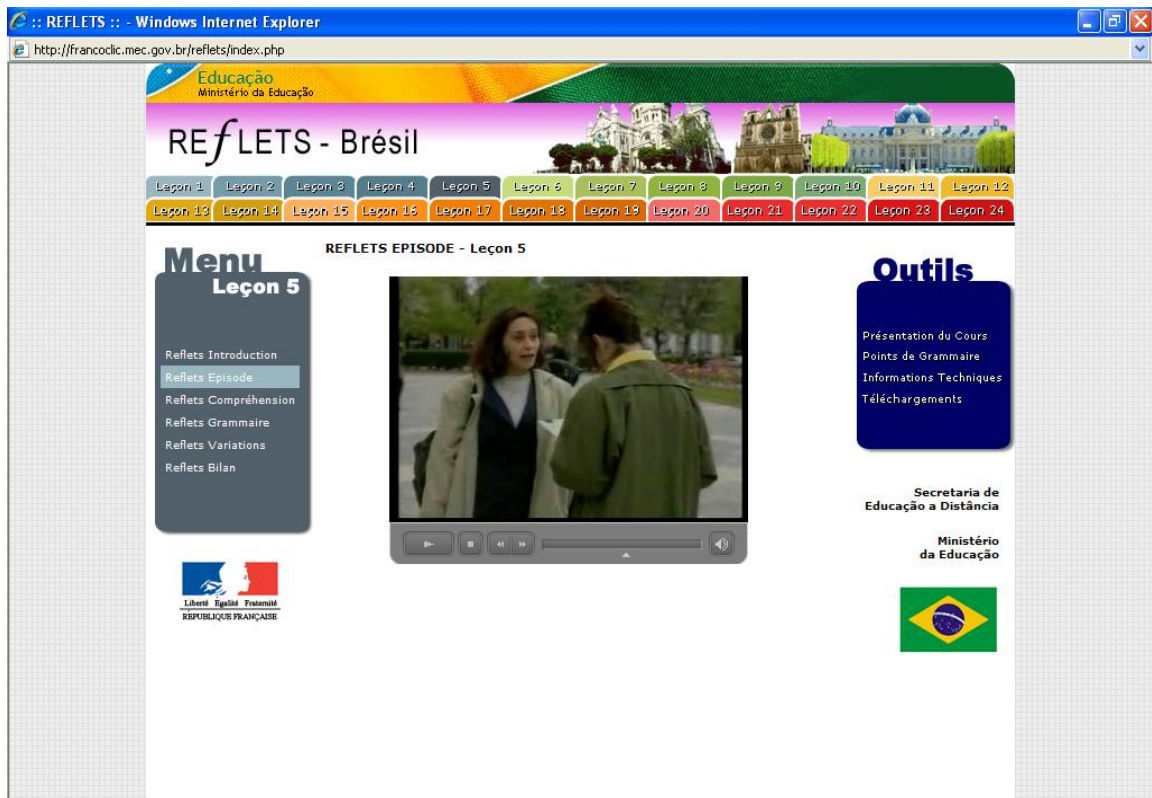 :: REFLETS :: - Windows Internet Explorer
http://francoclic.mec.gov.br/reflets/index.php
Educação
Ministério da Educação
REfLETS - Brésil
Leçon 1 Leçon 2 Leçon 3 Leçon 4 Leçon 5 Leçon 6 Leçon 7 Leçon 8 Leçon 9 Leçon 10 Leçon 11 Leçon 12
Leçon 13 Leçon 14 Leçon 15 Leçon 16 Leçon 17 Leçon 18 Leçon 19 Leçon 20 Leçon 21 Leçon 22 Leçon 23 Leçon 24
Menu
Leçon 5
Reflets Introduction
Reflets Episode
Reflets Compréhension
Reflets Grammaire
Reflets Variations
Reflets Bilan
Liberté Égalité Fraternité
RÉPUBLIQUE FRANÇAISE
REFLETS EPISODE - Leçon 5
Outils
Présentation du Cours
Points de Grammaire
Informations Techniques
Téléchargements
Secretaria de
Educação a Distância
Ministério
da Educação